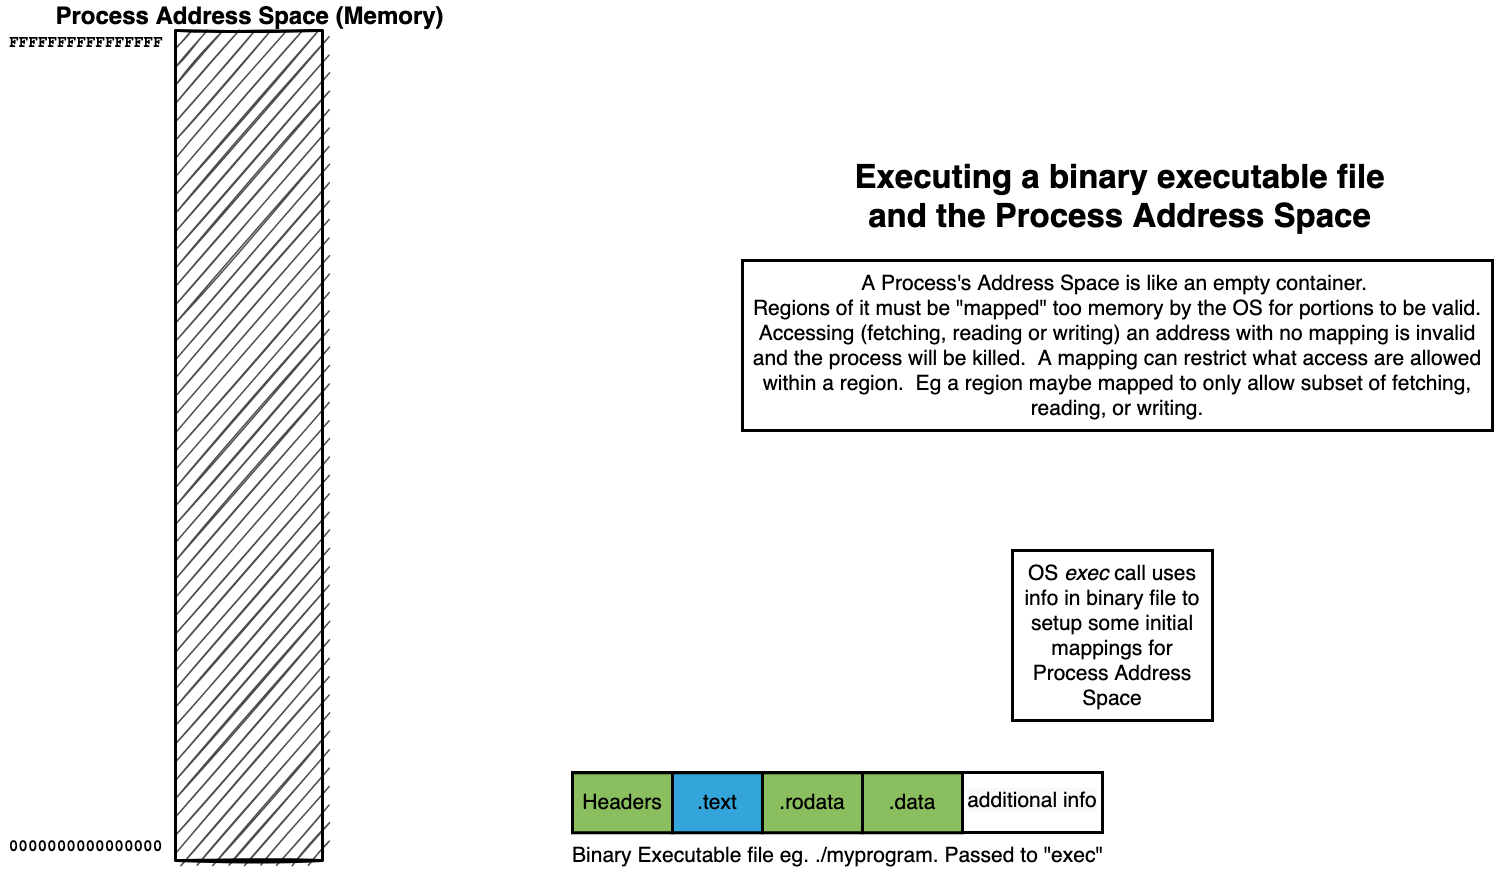 Process Address Space (Memory)
FFFFFFFFFFFFFFFF
Executing a binary executable file
and the Process Address Space
A Process's Address Space is like an empty container.
Regions of it must be "mapped" too memory by the OS for portions to be valid.
Accessing (fetching, reading or writing) an address with no mapping is invalid
and the process will be killed.  A mapping can restrict what access are allowed
within a region.  Eg a region maybe mapped to only allow subset of fetching,
reading, or writing.
OS exec call uses
info in binary file to
setup some initial
mappings for
Process Address
Space
Headers
.text
.rodata
.data
additional info
0000000000000000
Binary Executable file eg. ./myprogram. Passed to "exec"